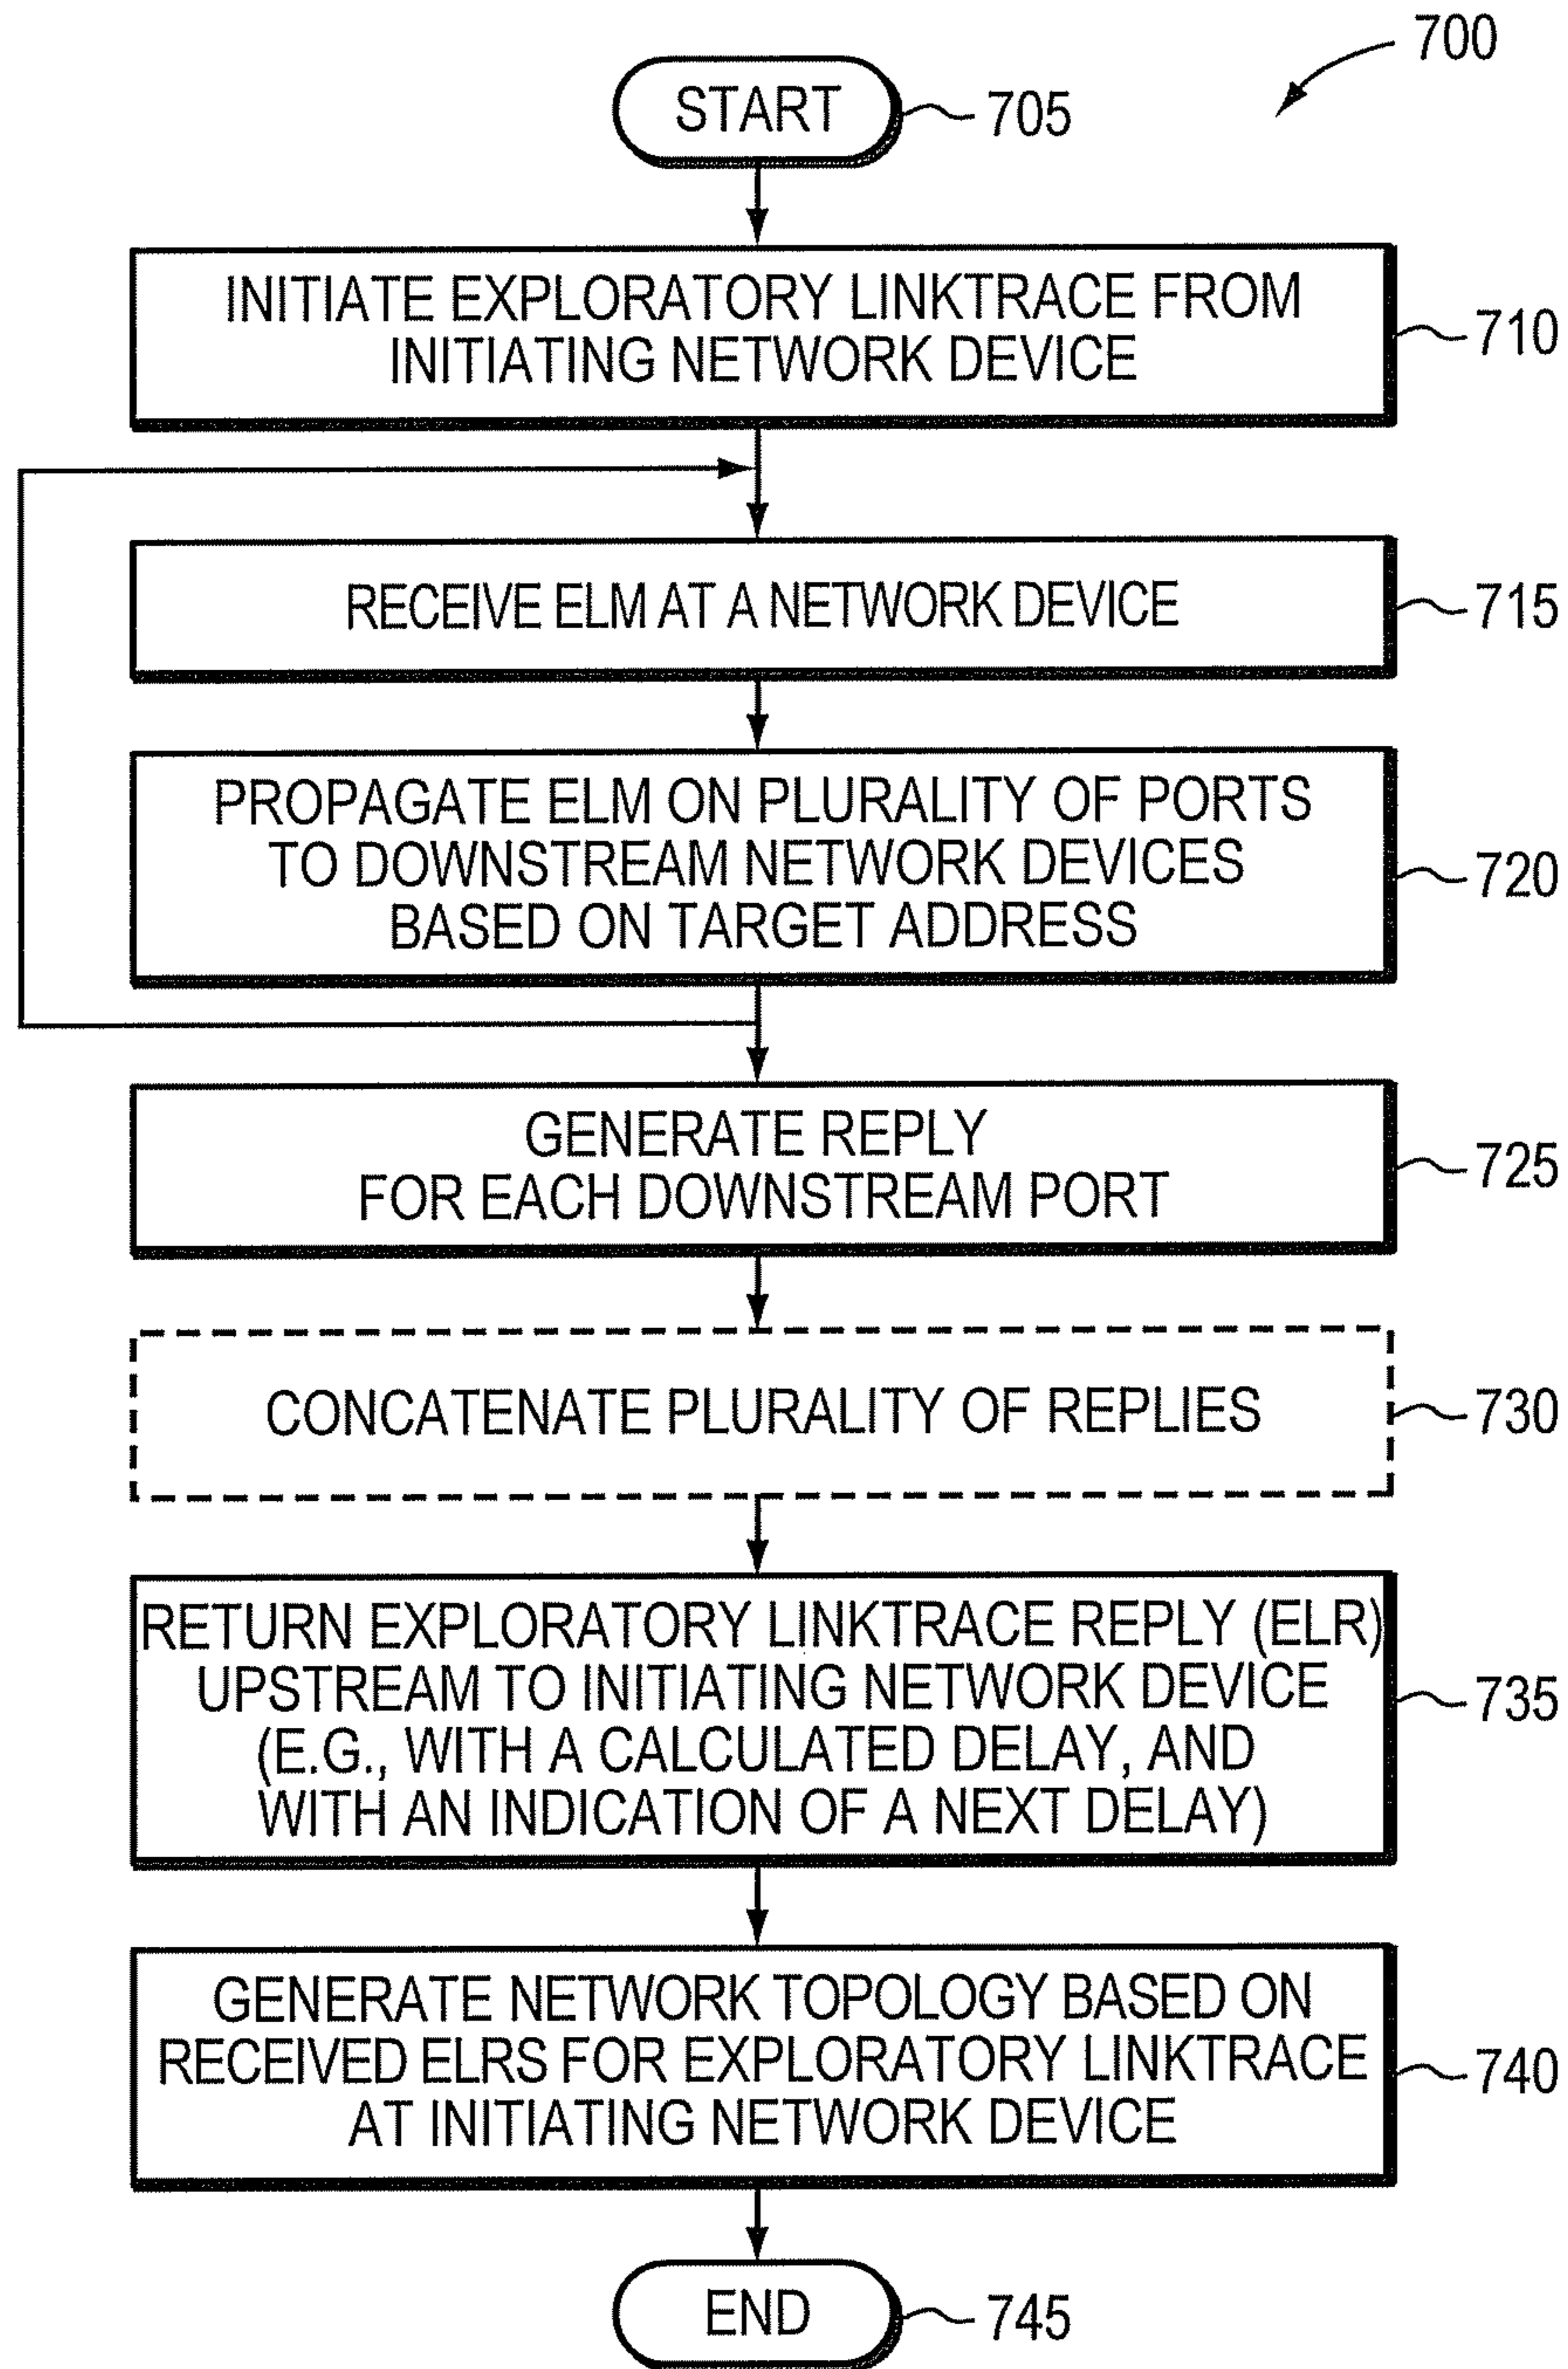 700
START
705
INITIATE EXPLORATORY LINKTRACE FROM
INITIATING NETWORK DEVICE
710
RECEIVE ELM AT A NETWORK DEVICE
715
PROPAGATE ELM ON PLURALITY OF PORTS
TO DOWNSTREAM NETWORK DEVICES
BASED ON TARGET ADDRESS
720
GENERATE REPLY
FOR EACH DOWNSTREAM PORT
725
CONCATENATE PLURALITY OF REPLIES
730
RETURN EXPLORATORY LINKTRACE REPLY (ELR)
UPSTREAM TO INITIATING NETWORK DEVICE
(E.G., WITH A CALCULATED DELAY, AND
WITH AN INDICATION OF A NEXT DELAY)
735
GENERATE NETWORK TOPOLOGY BASED ON
RECEIVED ELRS FOR EXPLORATORY LINKTRACE
AT INITIATING NETWORK DEVICE
740
END
745